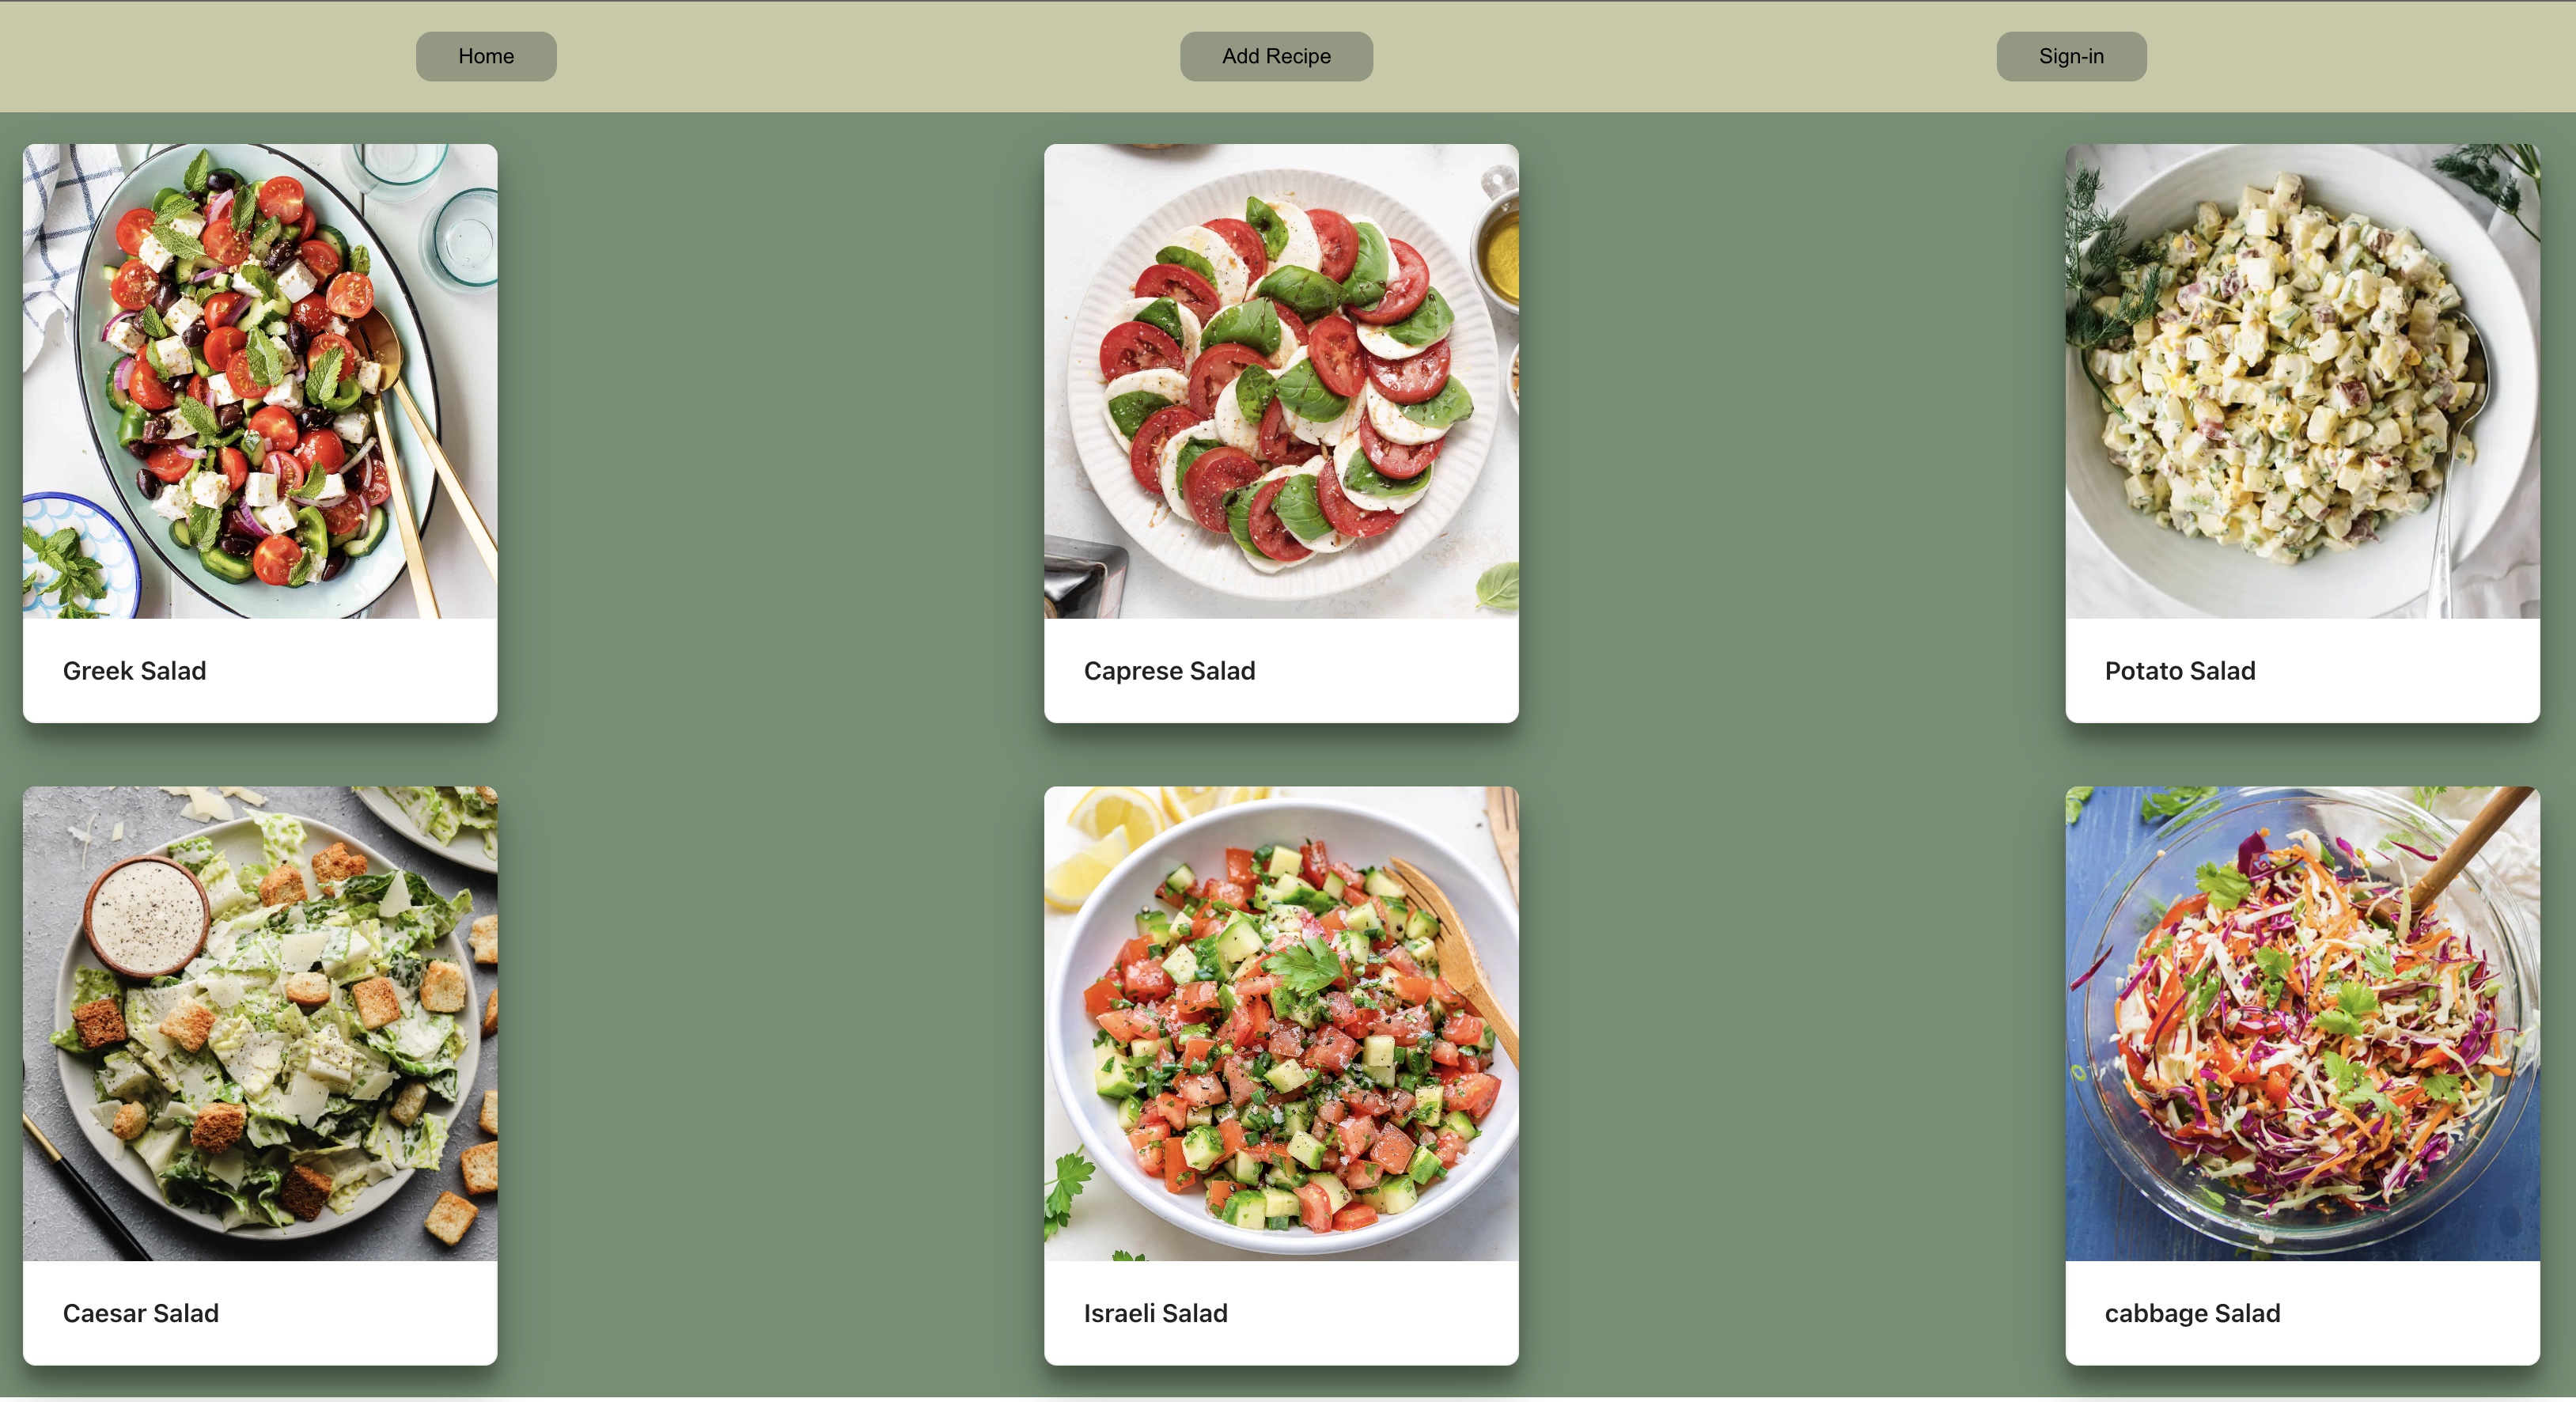 Home
Add Recipe
Sign-in
Greek Salad
Caprese Salad
Potato Salad
Caesar Salad
Israeli Salad
cabbage Salad